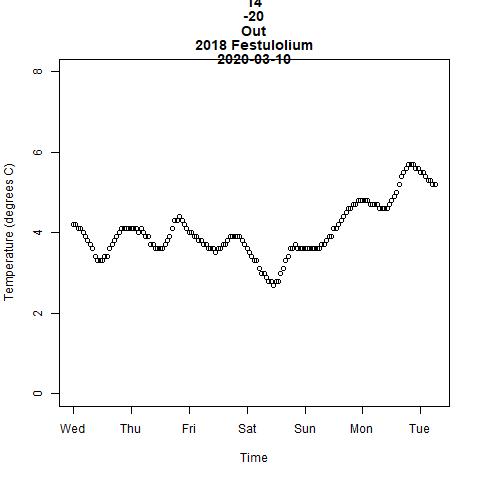 14
-20
Out
2018 Festulolium
2020-03-10
8
6
4
2
0
Temperature (degrees C)
Wed Thu Fri Sat Sun Mon Tue
Time